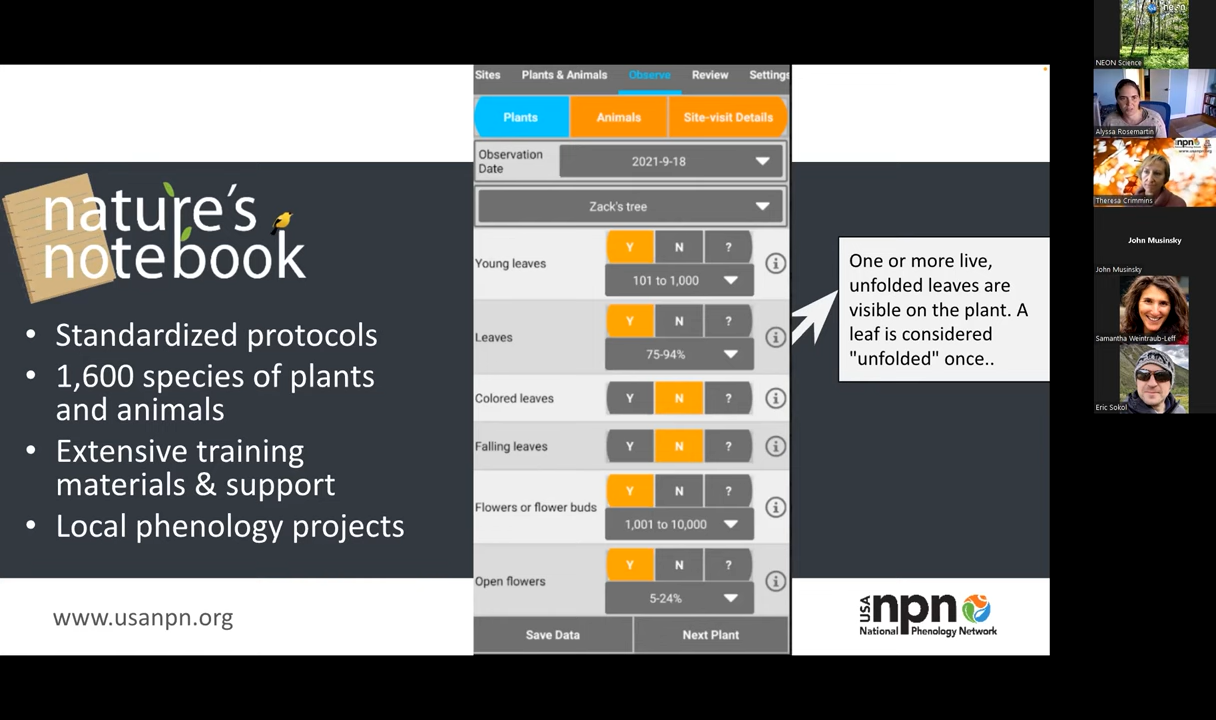 nature's
notebook
• Standardized protocols
• 1,600 species of plants
and animals
• Extensive training
materials & support
• Local phenology projects
www.usanpn.org
Sites Plants & Animals Observe Review Settings
Plants Animals Site-visit Details
Observation
Date
2021-9-18
Zack's tree
Young leaves
Y N ?
101 to 1,000
Leaves
Y N ?
75-94%
Colored leaves Y N ?
Falling leaves Y N ?
Flowers or flower buds
Y N ?
1,001 to 10,000
Open flowers
Y N ?
5-24%
Save Data Next Plant
One or more live,
unfolded leaves are
visible on the plant. A
leaf is considered
"unfolded" once..
USA npn
National Phenology Network
NEON Science
Alyssa Rosemartin
npn
www.usanpn.org
Theresa Crimmins
John Musinsky
John Musinsky
Samantha Weintraub-Leff
Eric Sokol